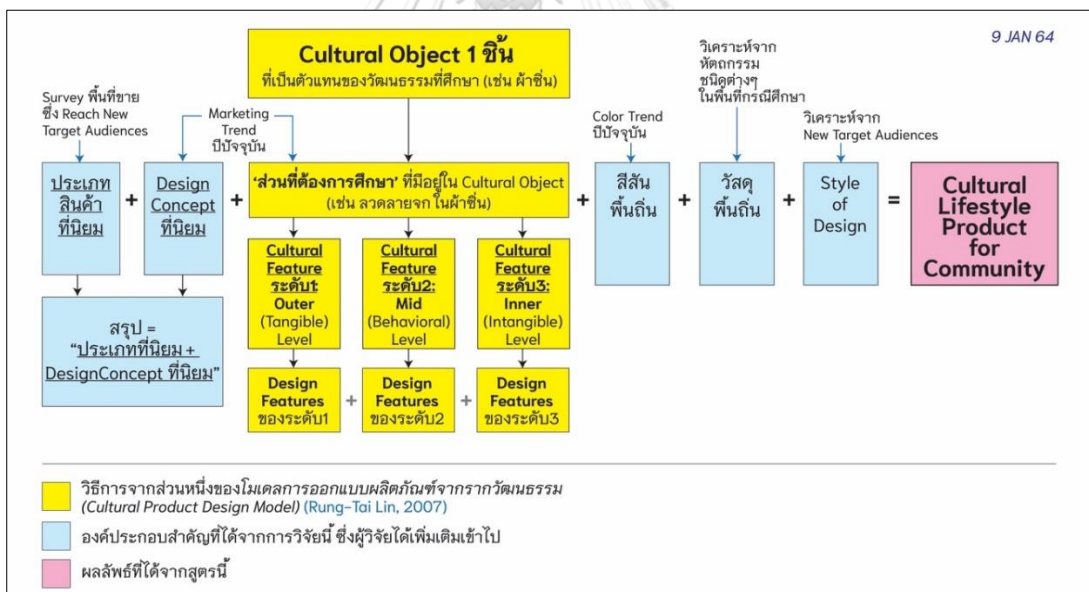 9 JAN 64
Cultural Object 1 ชิ้น
ที่เป็นตัวแทนของวัฒนธรรมที่ศึกษา (เช่น ผ้าซิ่น)
Survey พื้นที่ขาย
ซึ่ง Reach New
Target Audiences
Marketing
Trend
ปีปัจจุบัน
Color Trend
ปีปัจจุบัน
วิเคราะห์จาก
หัตถกรรม
ชนิดต่างๆ
ในพื้นที่กรณีศึกษา
วิเคราะห์จาก
New Target Audiences
ประเภท
สินค้า
ที่นิยม
+
Design
Concept
ที่นิยม
+
‘ส่วนที่ต้องการศึกษา’ ที่มีอยู่ใน Cultural Object
(เช่น ลวดลายจก ในผ้าซิ่น)
+
สีสัน
พื้นถิ่น
+
วัสดุ
พื้นถิ่น
+
Style
of
Design
=
Cultural
Lifestyle
Product
for
Community
Cultural
Feature
ระดับ1:
Outer
(Tangible)
Level
Cultural
Feature
ระดับ2:
Mid
(Behavioral)
Level
Cultural
Feature
ระดับ3:
Inner
(Intangible)
Level
สรุป =
“ประเภทที่นิยม +
DesignConcept ที่นิยม”
Design
Features
ของระดับ1
+
Design
Features
ของระดับ2
+
Design
Features
ของระดับ3
วิธีการจากส่วนหนึ่งของโมเดลการออกแบบผลิตภัณฑ์จากรากวัฒนธรรม
(Cultural Product Design Model) (Rung-Tai Lin, 2007)
องค์ประกอบสำคัญที่ได้จากการวิจัยนี้ ซึ่งผู้วิจัยได้เพิ่มเติมเข้าไป
ผลลัพธ์ที่ได้จากสูตรนี้